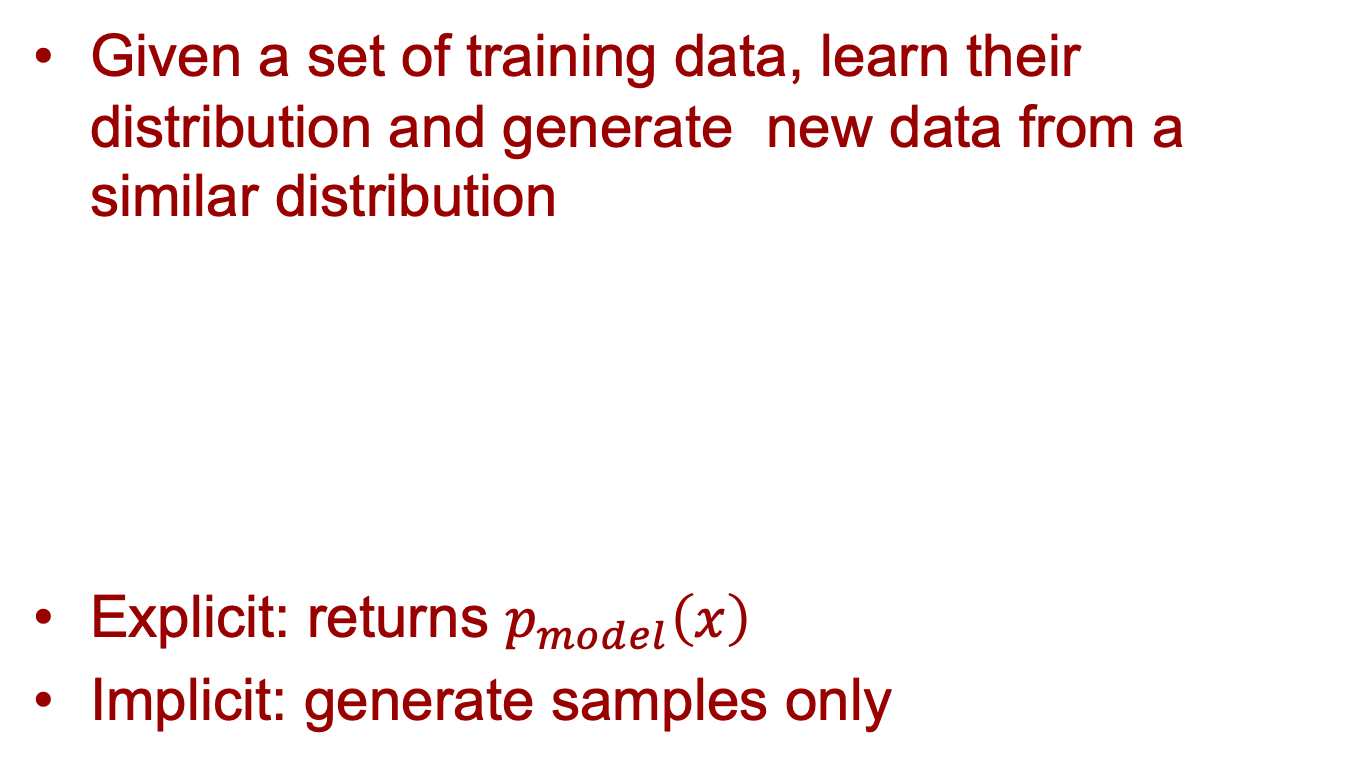 • Given a set of training data, learn their
distribution and generate  new data from a
similar distribution
• Explicit: returns 𝑝𝑚𝑜𝑑𝑒𝑙(𝑥)
• Implicit: generate samples only